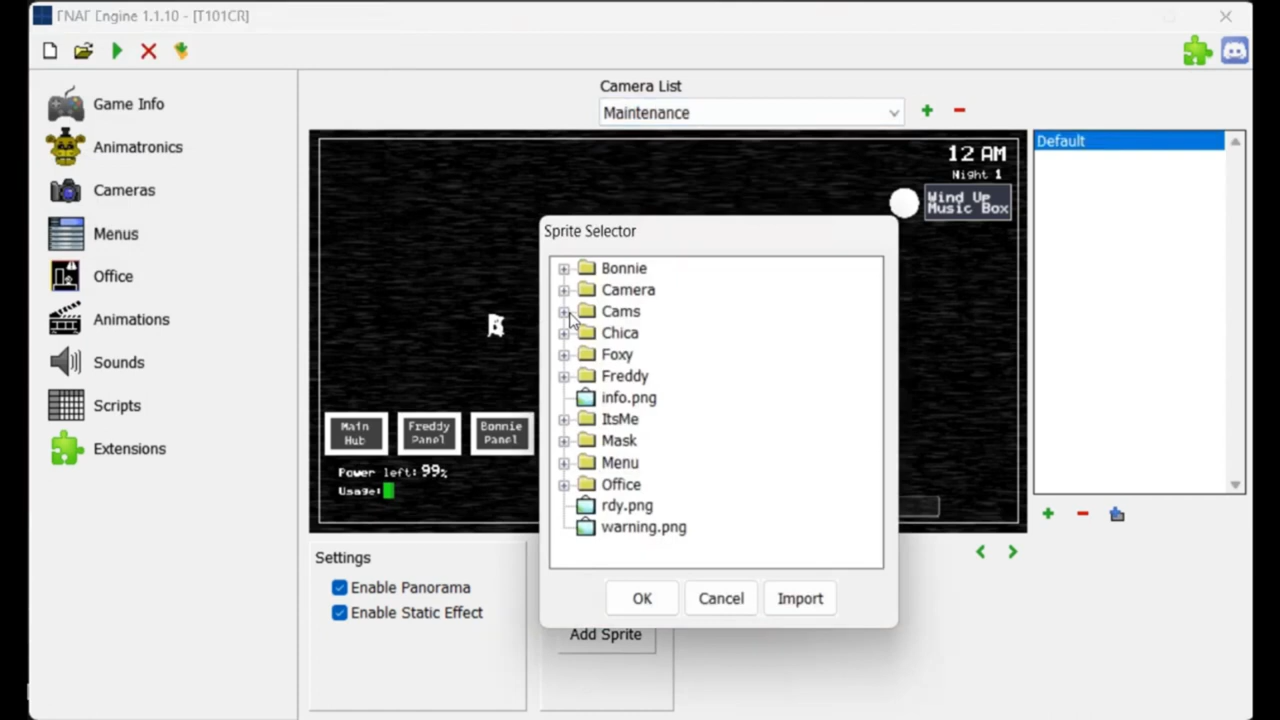 FNAF Engine 1.1.10 - [T101CR]
Game Info
Animatronics
Cameras
Menus
Office
Animations
Sounds
Scripts
Extensions
Camera List
Maintenance
12 AM
Night 1
Wind Up
Music Box
Default
Main
Hub
Freddy
Panel
Bonnie
Panel
Power left: 99%
Usage:
Sprite Selector
Bonnie
Camera
Cams
Chica
Foxy
Freddy
info.png
ItsMe
Mask
Menu
Office
rdy.png
warning.png
OK
Cancel
Import
Settings
Enable Panorama
Enable Static Effect
Add Sprite